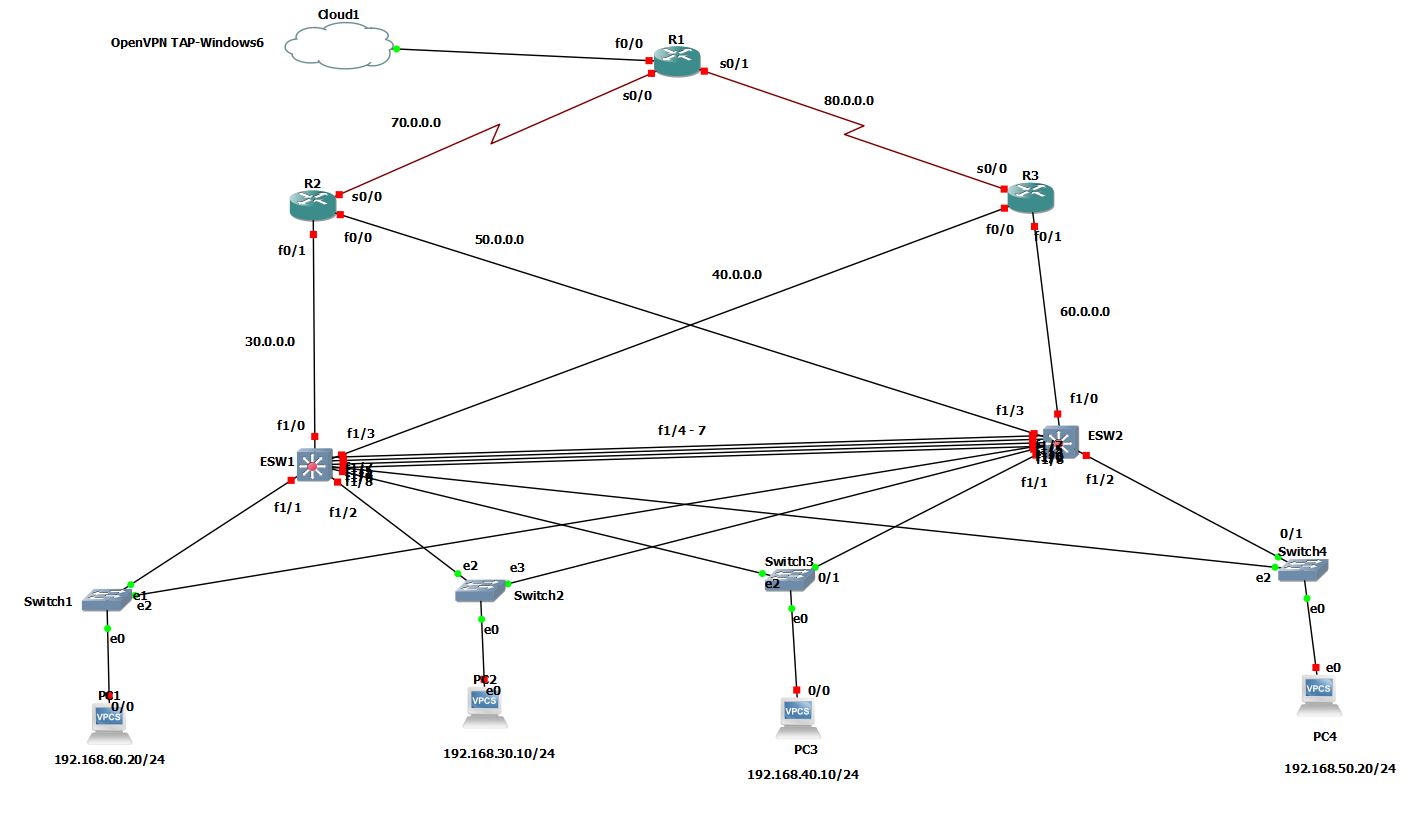 Cloud1
OpenVPN TAP-Windows6
f0/0
R1
s0/1
s0/0
80.0.0.0
70.0.0.0
R2
s0/0
f0/0
f0/1
s0/0
R3
f0/0
f0/1
50.0.0.0
40.0.0.0
60.0.0.0
30.0.0.0
f1/0
f1/3
f1/4 - 7
f1/3
f1/0
ESW1
ESW2
f1/8
f1/1
f1/2
f1/1
f1/2
0/1
Switch1
e1
e2
e0
e2
e3
Switch2
e0
Switch3
e2
0/1
e0
Switch4
e2
e0
PC1
0/0
VPCS
192.168.60.20/24
PC2
e0
VPCS
192.168.30.10/24
0/0
VPCS
PC3
192.168.40.10/24
e0
VPCS
PC4
192.168.50.20/24